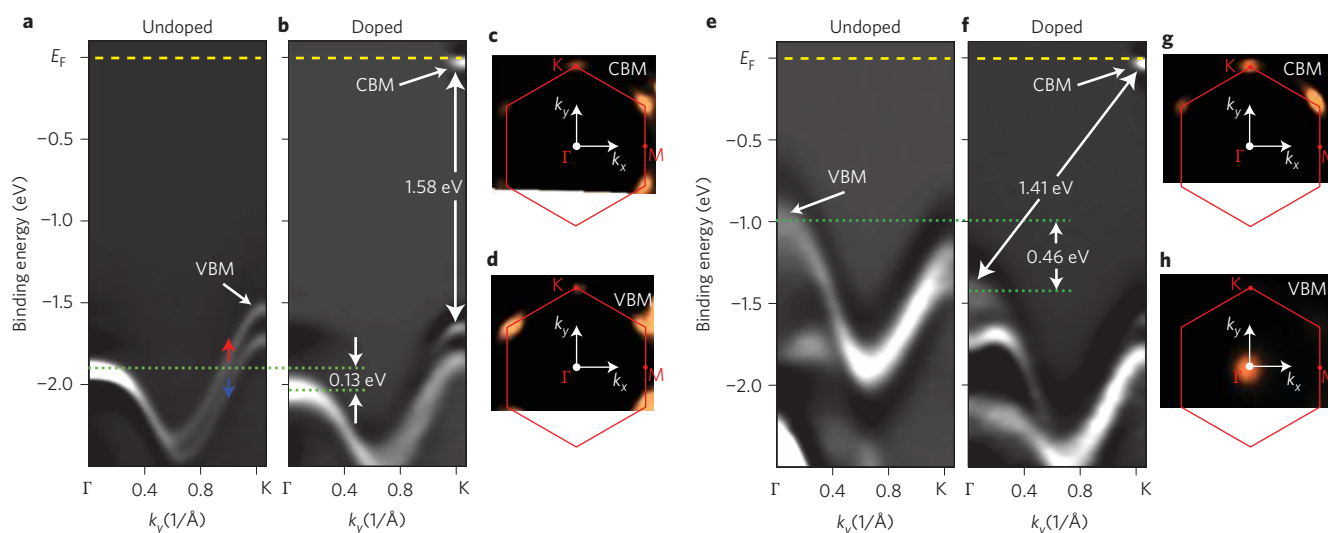 a
Undoped
E_F
−0.5
−1.0
−1.5
−2.0
Binding energy (eV)
VBM
Γ 0.4 0.8 K
k_y(1/Å)
b
Doped
CBM
1.58 eV
0.13 eV
Γ 0.4 0.8 K
k_y(1/Å)
c
K
CBM
k_y
Γ
k_x
M
d
K
VBM
k_y
Γ
k_x
M
e
Undoped
E_F
−0.5
−1.0
−1.5
−2.0
Binding energy (eV)
VBM
Γ 0.4 0.8 K
k_y(1/Å)
f
Doped
CBM
1.41 eV
0.46 eV
Γ 0.4 0.8 K
k_y(1/Å)
g
K
CBM
k_y
Γ
k_x
M
h
K
VBM
k_y
Γ
k_x
M